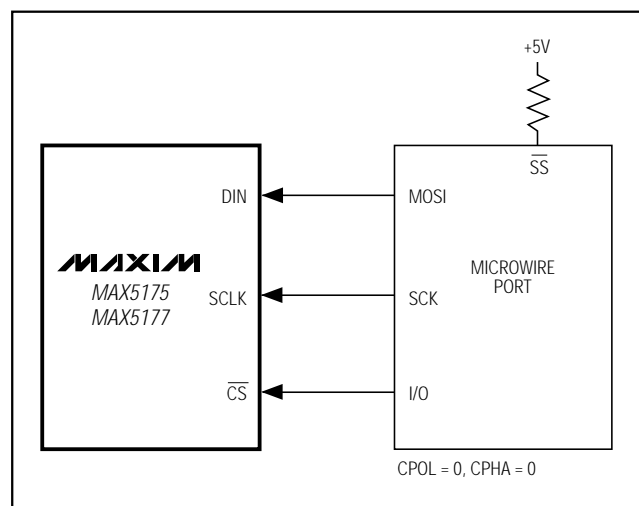 +5V
SS
DIN
MOSI
MAXIM
MAX5175
MAX5177
MICROWIRE
PORT
SCLK
SCK
CS
I/O
CPOL = 0, CPHA = 0